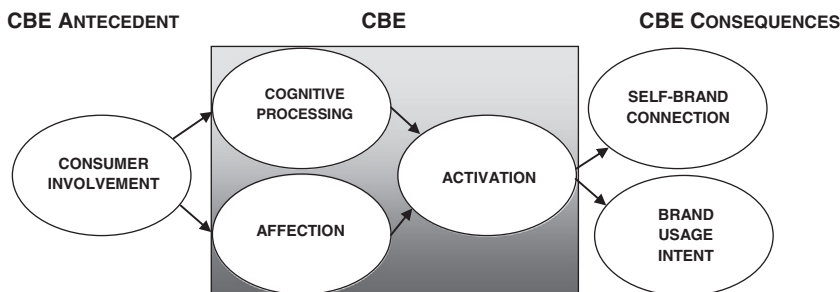 CBE ANTECEDENT
CBE
CBE CONSEQUENCES
COGNITIVE
PROCESSING
SELF-BRAND
CONNECTION
CONSUMER
INVOLVEMENT
ACTIVATION
AFFECTION
BRAND
USAGE
INTENT